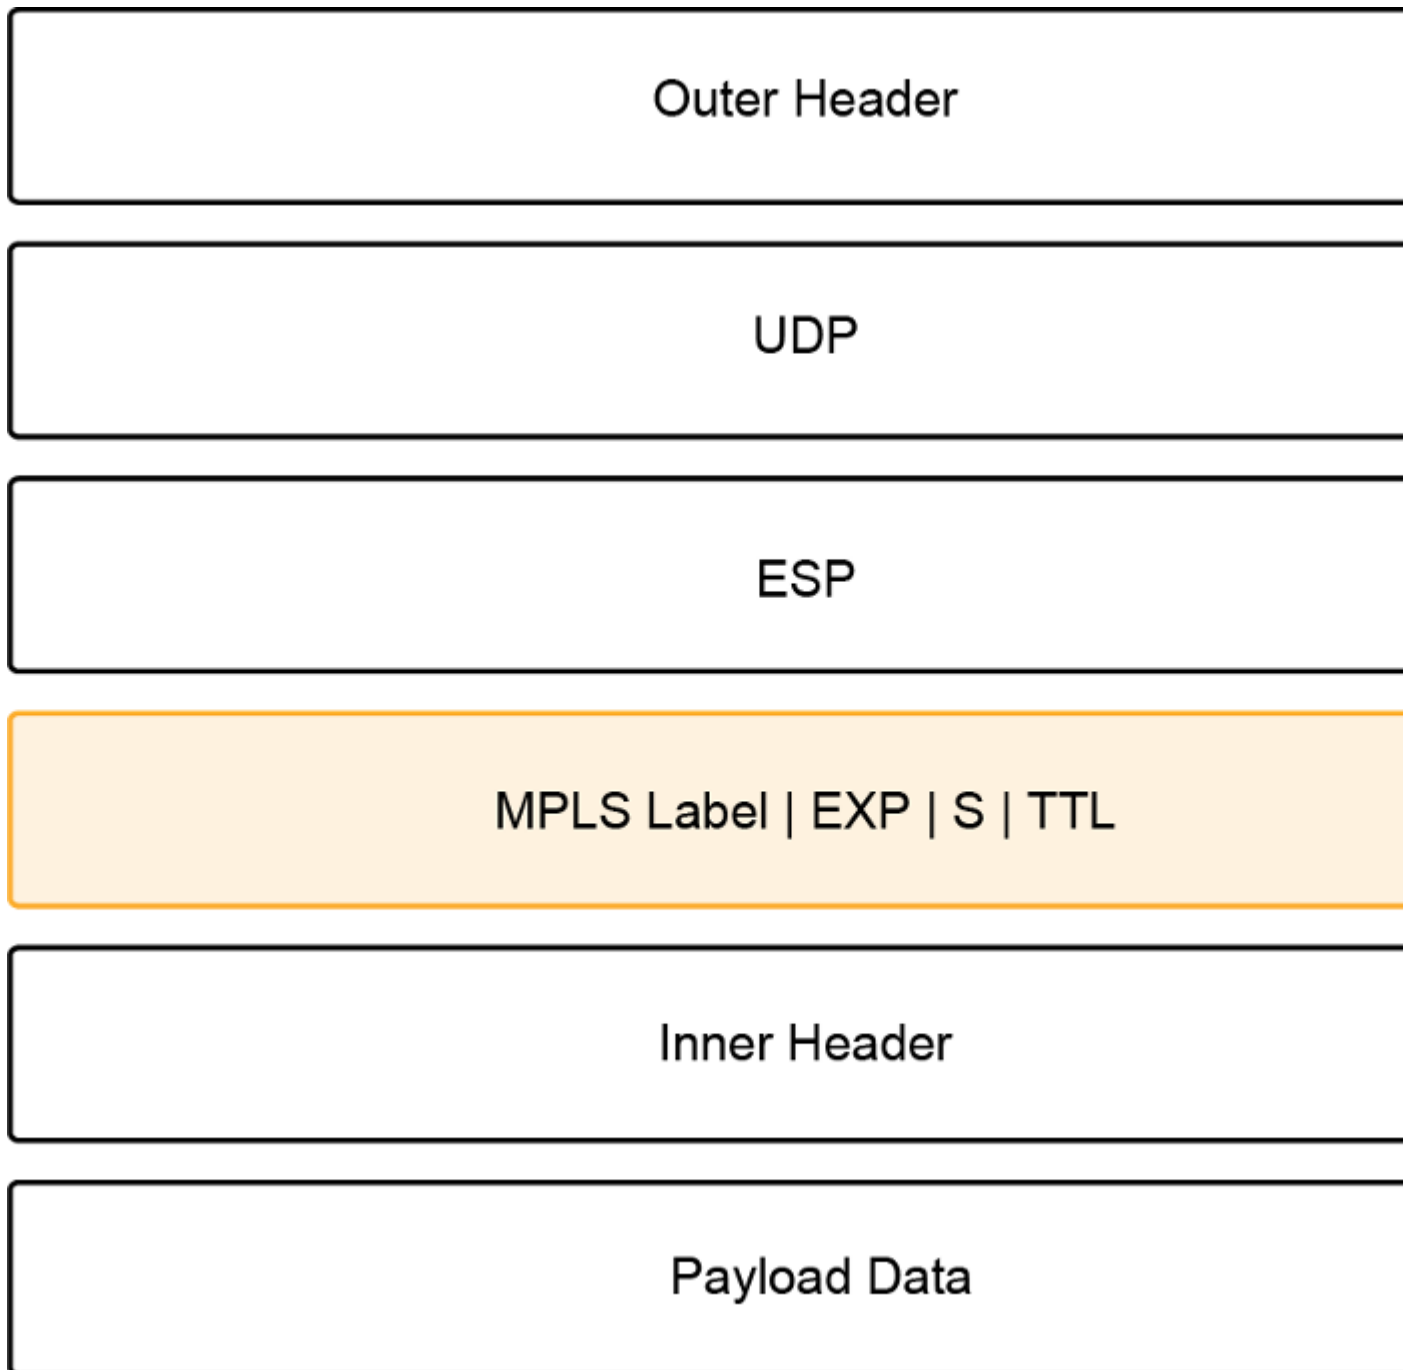 Outer Header
UDP
ESP
MPLS Label | EXP | S | TTL
Inner Header
Payload Data